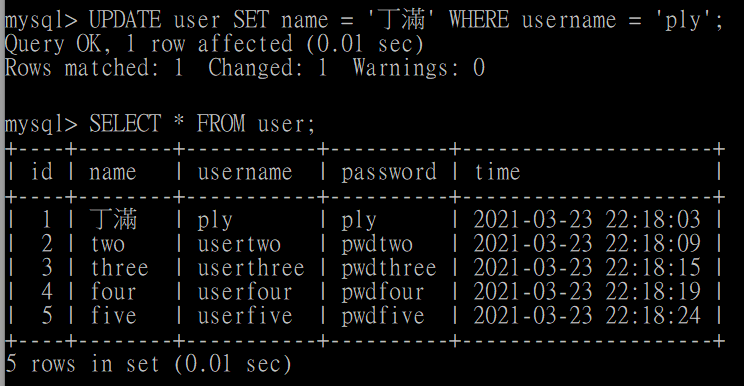 mysql> UPDATE user SET name = '丁滿' WHERE username = 'ply';
Query OK, 1 row affected (0.01 sec)
Rows matched: 1  Changed: 1  Warnings: 0

mysql> SELECT * FROM user;
+----+-------+-----------+----------+---------------------+
| id | name  | username  | password | time                |
+----+-------+-----------+----------+---------------------+
|  1 | 丁滿  | ply       | ply      | 2021-03-23 22:18:03 |
|  2 | two   | usertwo   | pwdtwo   | 2021-03-23 22:18:09 |
|  3 | three | userthree | pwdthree | 2021-03-23 22:18:15 |
|  4 | four  | userfour  | pwdfour  | 2021-03-23 22:18:19 |
|  5 | five  | userfive  | pwdfive  | 2021-03-23 22:18:24 |
+----+-------+-----------+----------+---------------------+
5 rows in set (0.01 sec)